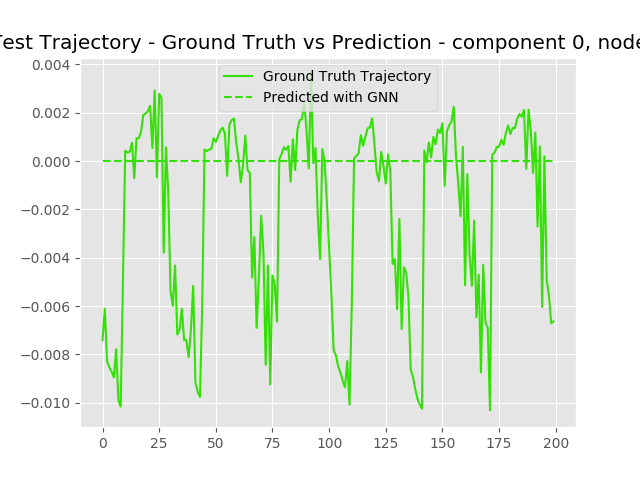 Test Trajectory - Ground Truth vs Prediction - component 0, node
0.004
0.002
0.000
−0.002
−0.004
−0.006
−0.008
−0.010
Ground Truth Trajectory
Predicted with GNN
0 25 50 75 100 125 150 175 200